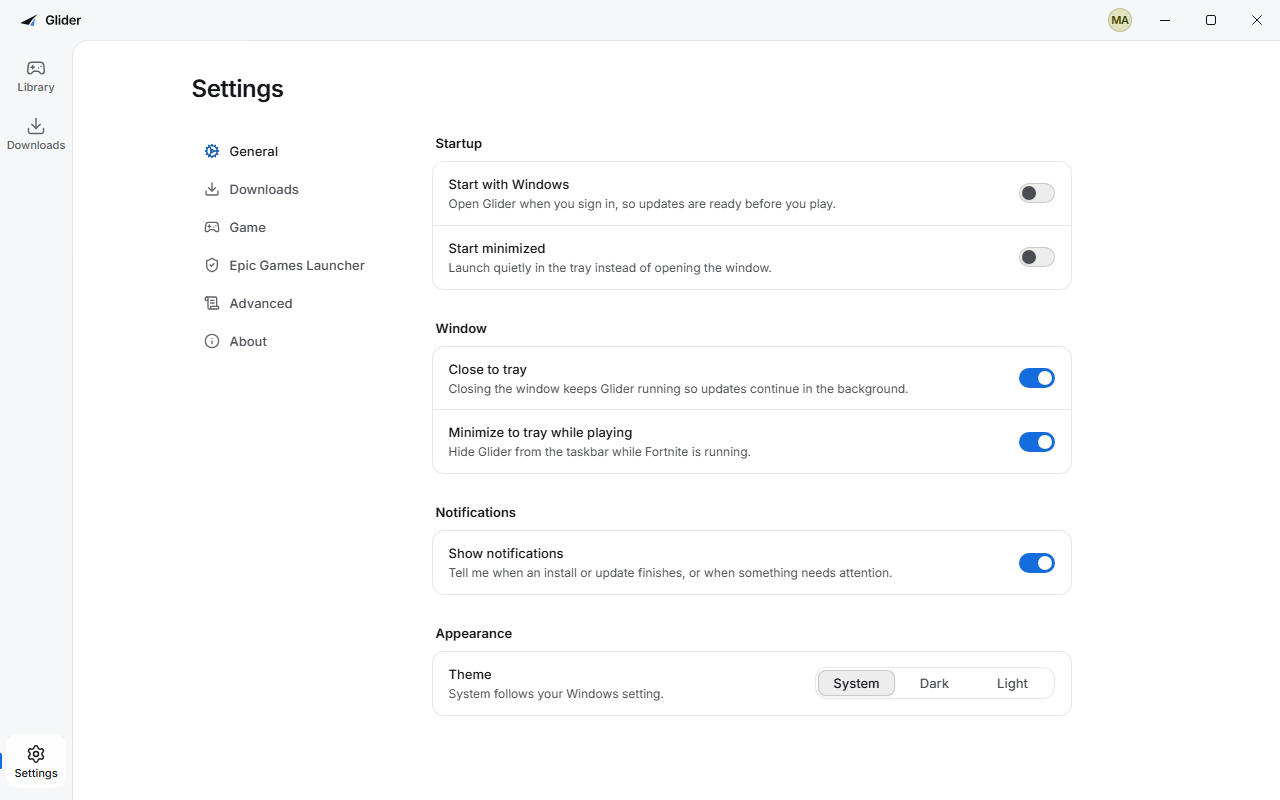 Glider
MA
Library
Downloads
Settings
Settings
General
Downloads
Game
Epic Games Launcher
Advanced
About
Startup
Start with Windows
Open Glider when you sign in, so updates are ready before you play.
Start minimized
Launch quietly in the tray instead of opening the window.
Window
Close to tray
Closing the window keeps Glider running so updates continue in the background.
Minimize to tray while playing
Hide Glider from the taskbar while Fortnite is running.
Notifications
Show notifications
Tell me when an install or update finishes, or when something needs attention.
Appearance
Theme
System follows your Windows setting.
System Dark Light